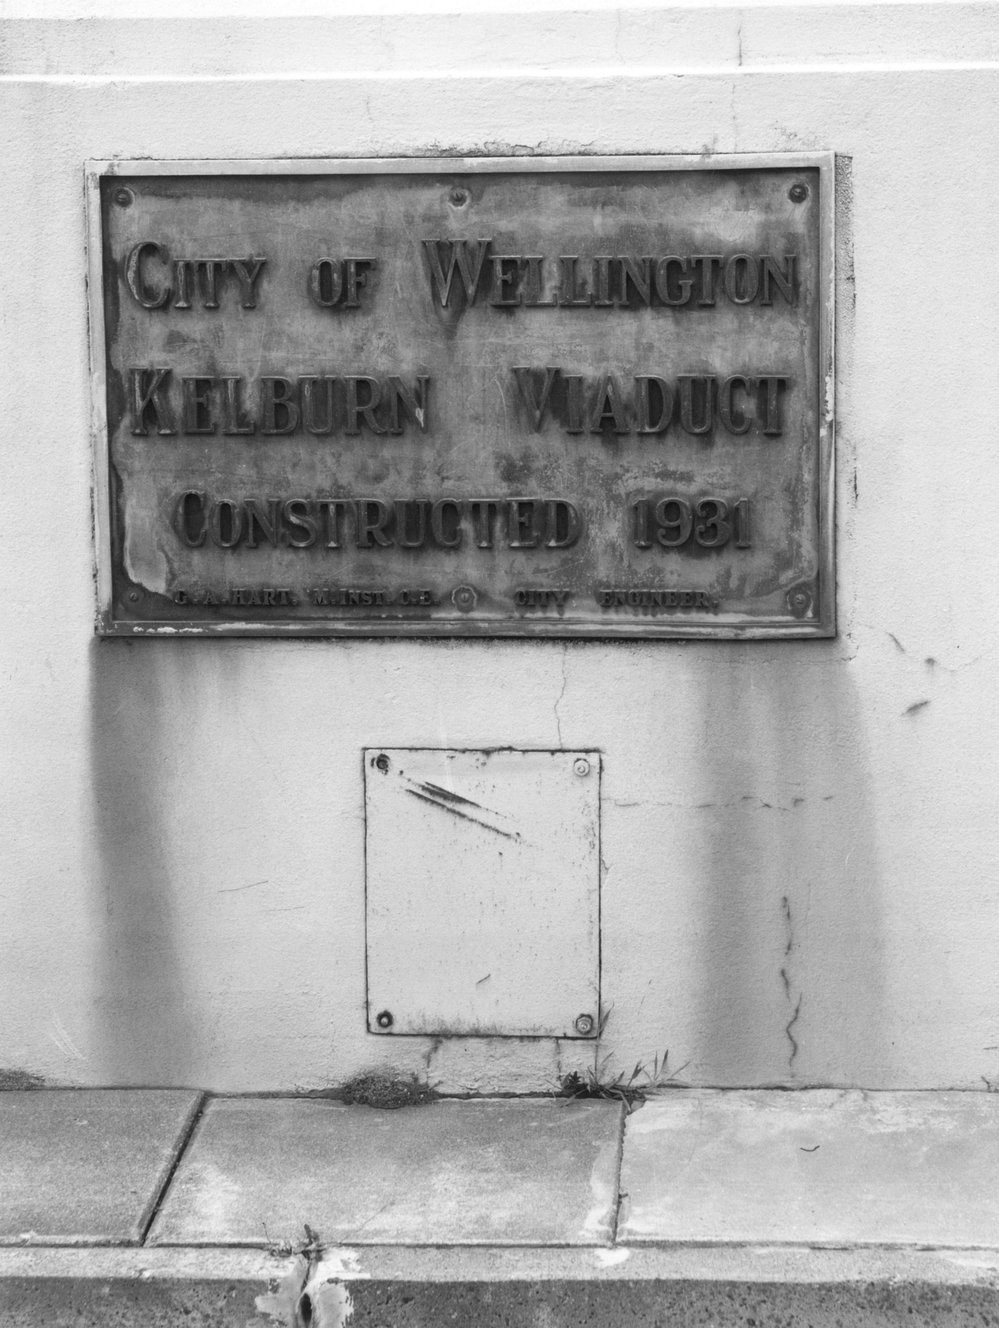 CITY OF WELLINGTON
KELBURN VIADUCT
CONSTRUCTED 1931
G.A. HART. M.INST. C.E. CITY ENGINEER.